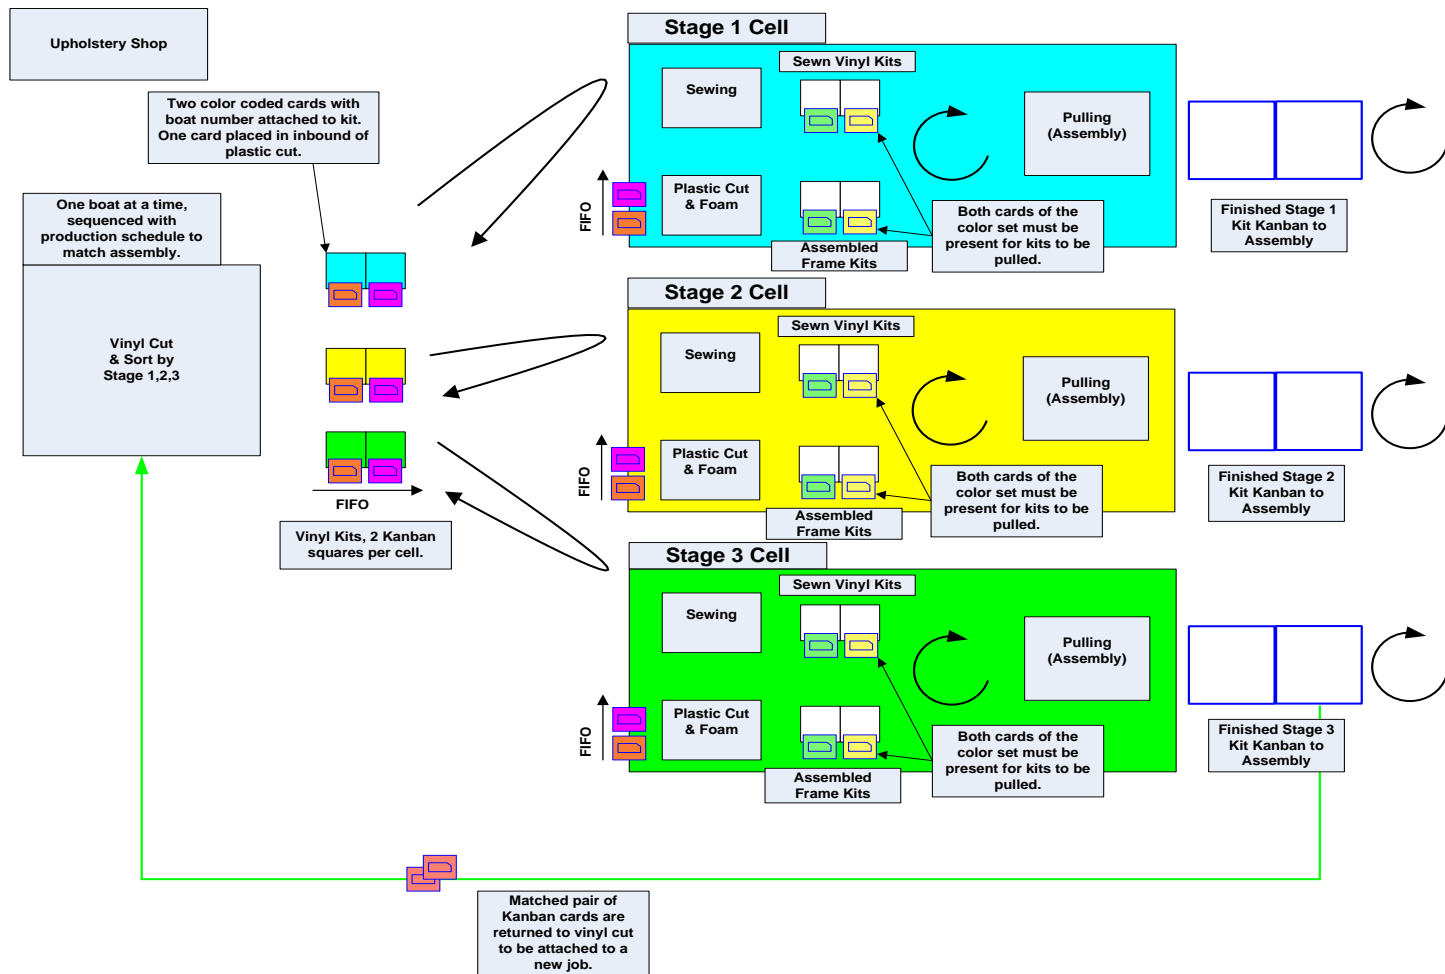 Upholstery Shop
Two color coded cards with
boat number attached to kit.
One card placed in inbound of
plastic cut.
One boat at a time,
sequenced with
production schedule to
match assembly.
Vinyl Cut
& Sort by
Stage 1,2,3
FIFO
Vinyl Kits, 2 Kanban
squares per cell.
Stage 1 Cell
Sewn Vinyl Kits
Sewing
Pulling
(Assembly)
FIFO
Plastic Cut
& Foam
Assembled
Frame Kits
Both cards of the
color set must be
present for kits to be
pulled.
Finished Stage 1
Kit Kanban to
Assembly
Stage 2 Cell
Sewn Vinyl Kits
Sewing
Pulling
(Assembly)
FIFO
Plastic Cut
& Foam
Assembled
Frame Kits
Both cards of the
color set must be
present for kits to be
pulled.
Finished Stage 2
Kit Kanban to
Assembly
Stage 3 Cell
Sewn Vinyl Kits
Sewing
Pulling
(Assembly)
FIFO
Plastic Cut
& Foam
Assembled
Frame Kits
Both cards of the
color set must be
present for kits to be
pulled.
Finished Stage 3
Kit Kanban to
Assembly
Matched pair of
Kanban cards are
returned to vinyl cut
to be attached to a
new job.